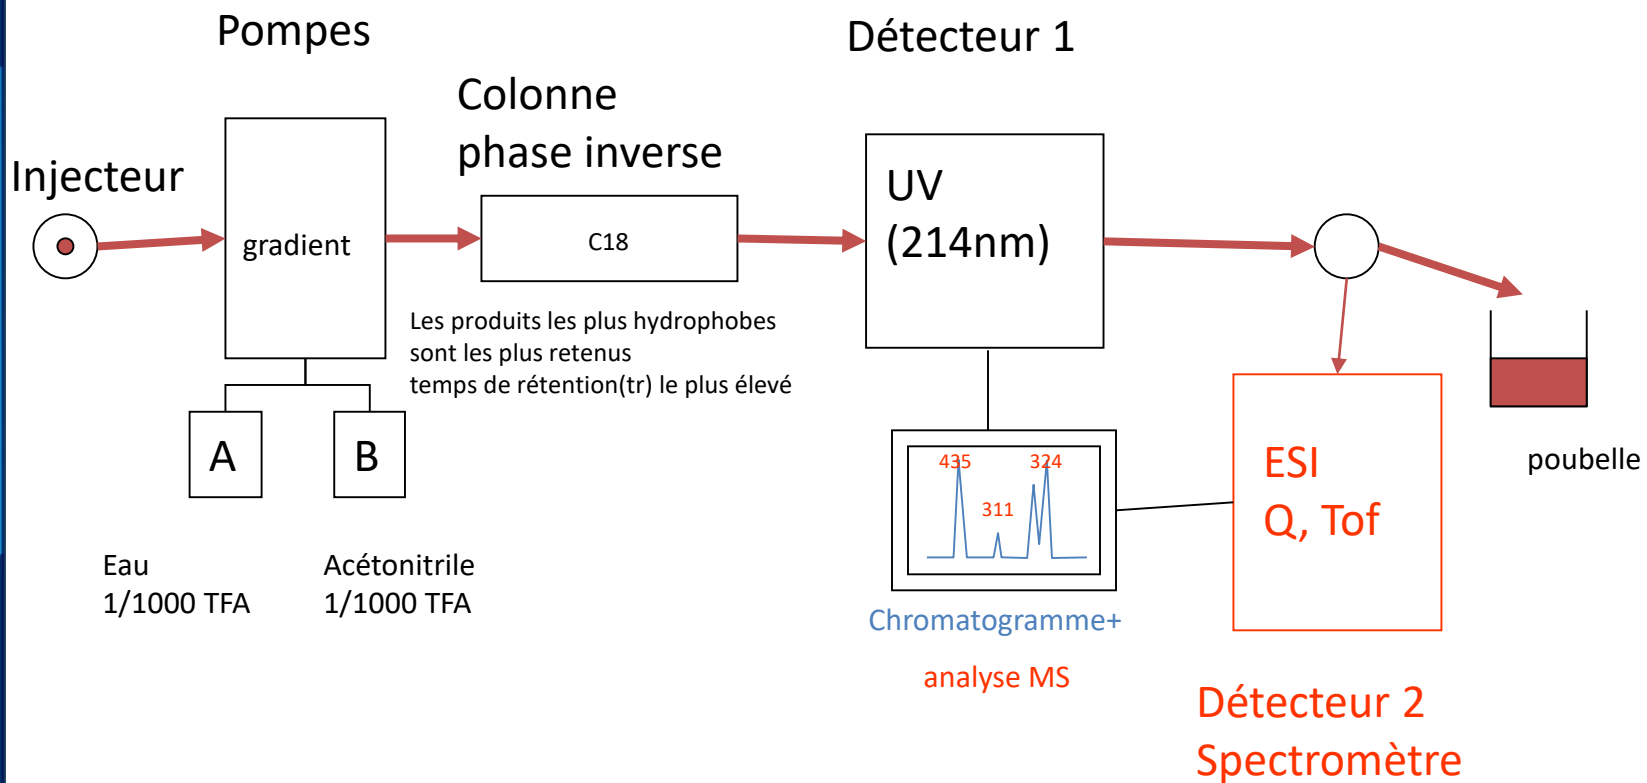 Pompes
Détecteur 1
Colonne
phase inverse
Injecteur
gradient
C18
UV
(214nm)
Les produits les plus hydrophobes
sont les plus retenus
temps de rétention(tr) le plus élevé
A
B
435
324
311
ESI
Q, Tof
poubelle
Eau
1/1000 TFA
Acétonitrile
1/1000 TFA
Chromatogramme+
analyse MS
Détecteur 2
Spectromètre